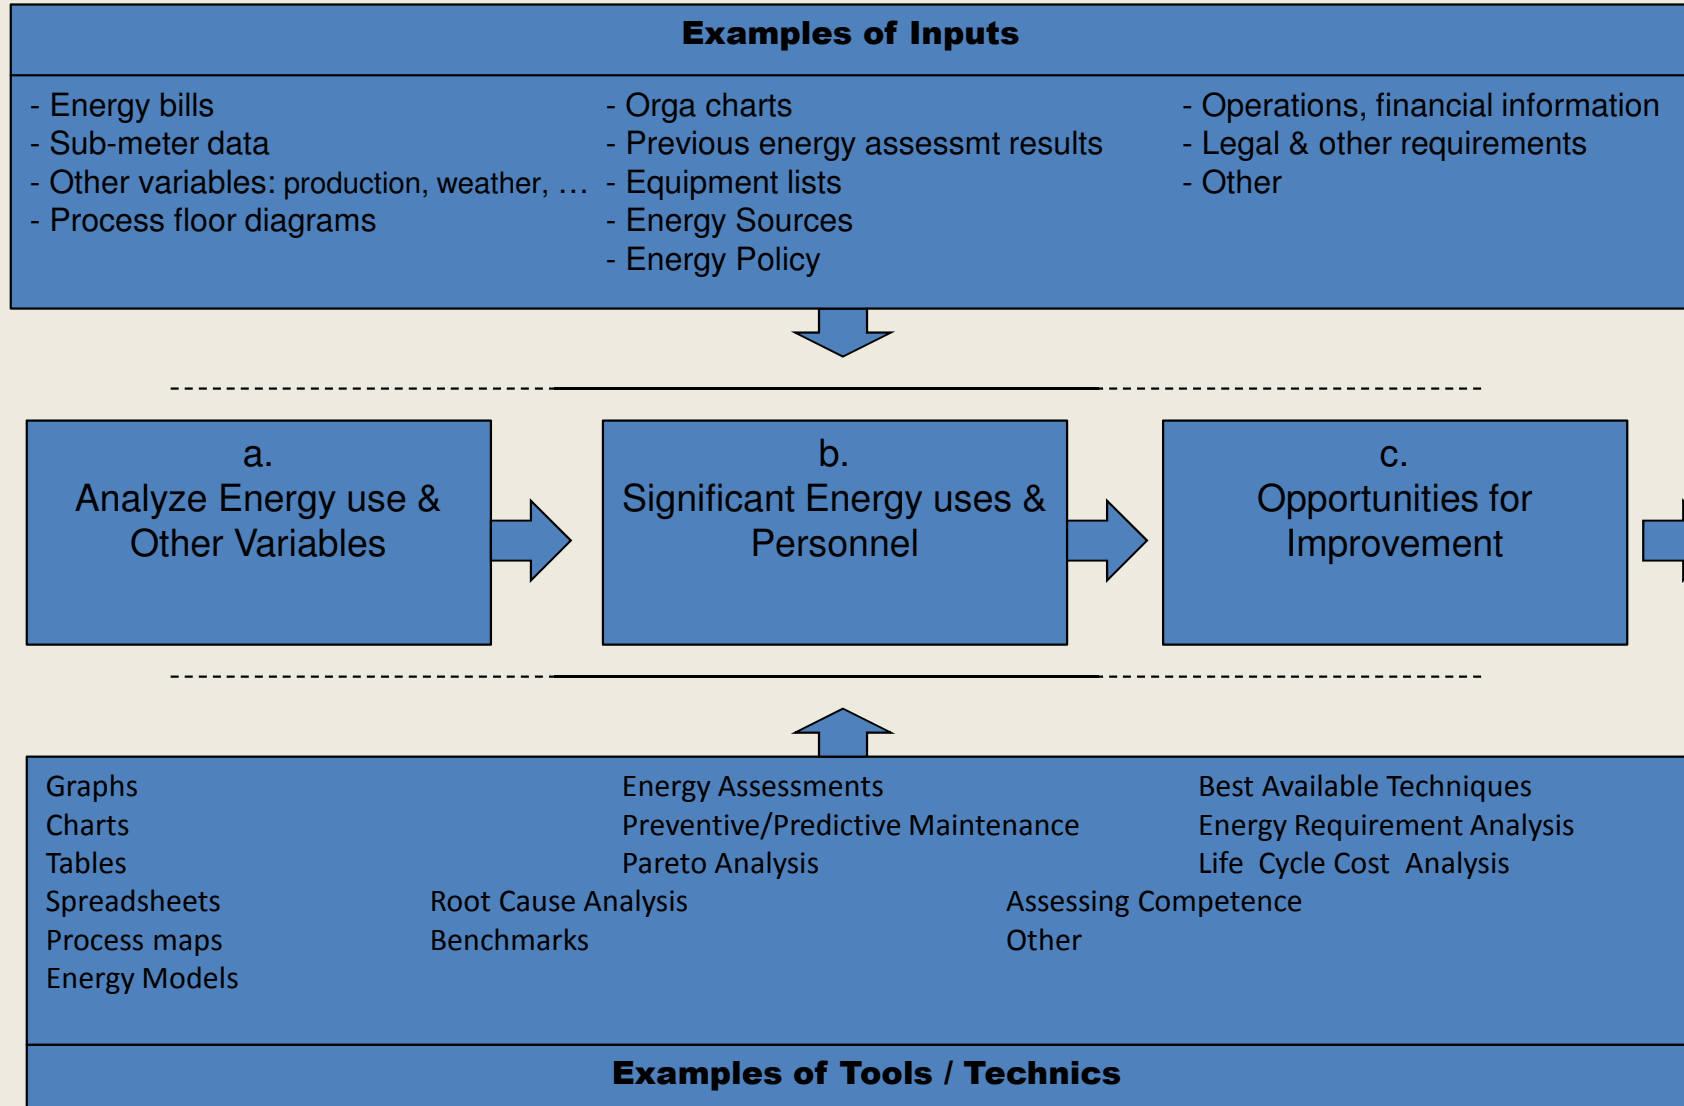 Examples of Inputs
- Energy bills
- Sub-meter data
- Other variables: production, weather, …
- Process floor diagrams
- Orga charts
- Previous energy assessmt results
- Equipment lists
- Energy Sources
- Energy Policy
- Operations, financial information
- Legal & other requirements
- Other
a.
Analyze Energy use &
Other Variables
b.
Significant Energy uses &
Personnel
c.
Opportunities for
Improvement
Graphs Energy Assessments Best Available Techniques
Charts Preventive/Predictive Maintenance Energy Requirement Analysis
Tables Pareto Analysis Life Cycle Cost Analysis
Spreadsheets Root Cause Analysis Assessing Competence
Process maps Benchmarks Other
Energy Models
Examples of Tools / Technics